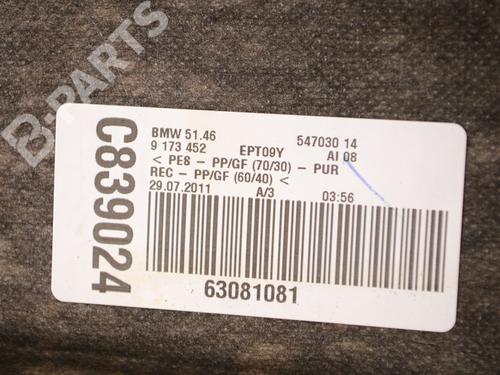 B-PARTS
C839024
BMW 51.46 547030 14
9 173 452 EPT09Y AI 08
< PES - PP/GF (70/30) - PUR
REC - PP/GF (60/40) <
29.07.2011 A/3 03:56
63081081